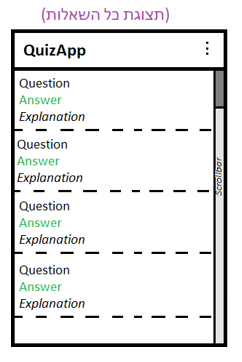 (תצוגת כל השאלות)
QuizApp
Question
Answer
Explanation
Question
Answer
Explanation
Question
Answer
Explanation
Question
Answer
Explanation
Scrollbar